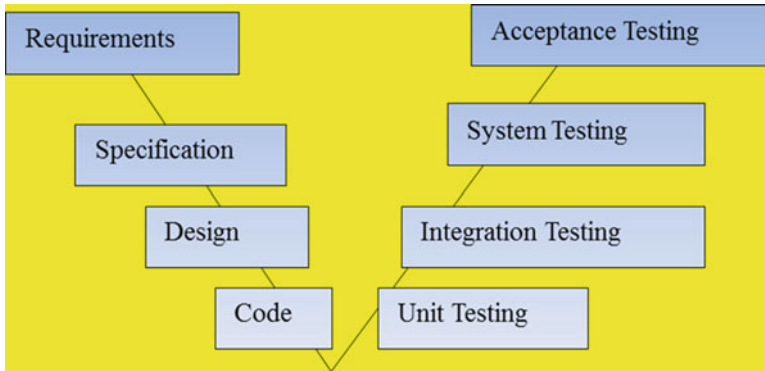 Requirements
Acceptance Testing
Specification
System Testing
Design
Integration Testing
Code
Unit Testing